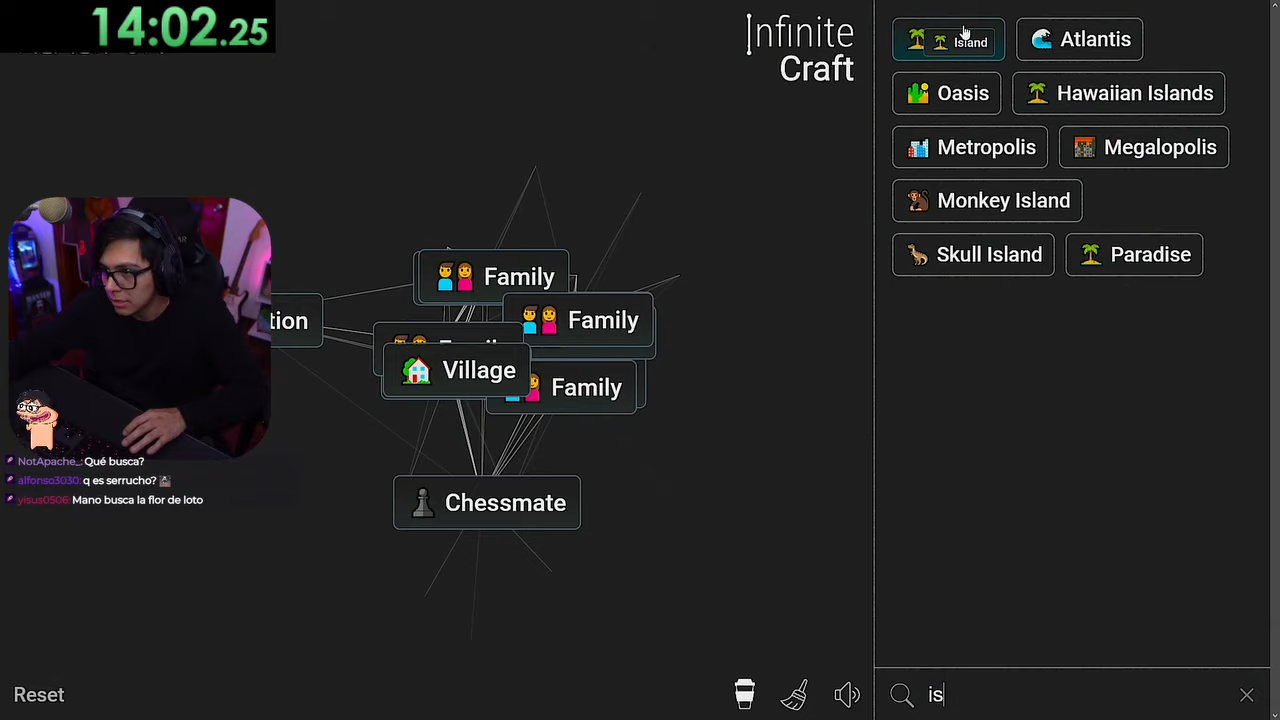 14:02.25
Infinite
Craft
Island
Atlantis
Oasis
Hawaiian Islands
Metropolis
Megalopolis
Monkey Island
Skull Island
Paradise
Family
tion
Family
Village
Family
Chessmate
NotApache_: Qué busca?
alfonso3030: q es serrucho?
yisus0506: Mano busca la flor de loto
Reset
is